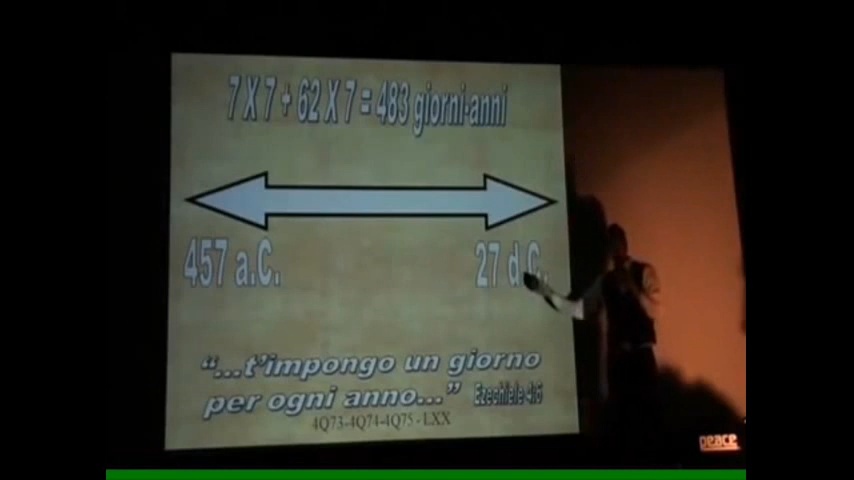 7 X 7 + 62 X 7 = 483 giorni-anni
457 a.C.
27 d.C.
“...t’impongo un giorno
per ogni anno...” Ezechiele 4:6
4Q73-4Q74-4Q75 - LXX
peace